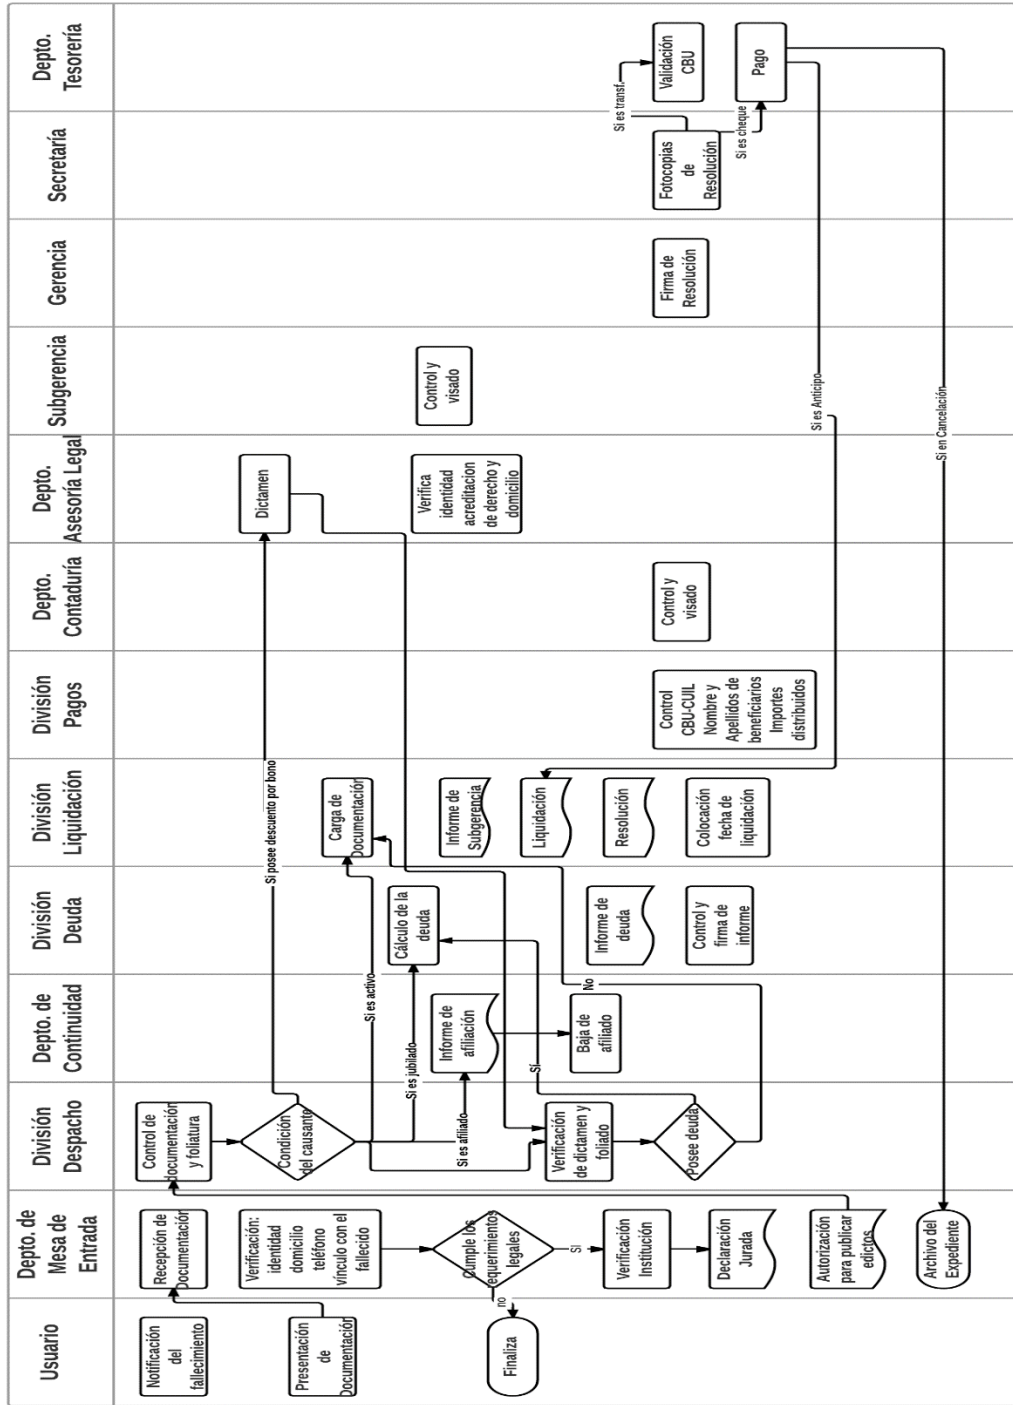 Usuario
Depto. de
Mesa de
Entrada
División
Despacho
Depto. de
Continuidad
División
Deuda
División
Liquidación
División
Pagos
Depto.
Contaduría
Depto.
Asesoría Legal
Subgerencia
Gerencia
Secretaría
Depto.
Tesorería
Notificación
del
fallecimiento
Presentación
de
Documentación
Finaliza
no
Recepción de
Documentación
Verificación:
identidad
domicilio
teléfono
vínculo con el
fallecido
Cumple los
requerimientos
legales
Si
Verificación
Institución
Declaración
Jurada
Autorización
para publicar
edictos
Archivo del
Expediente
Control de
documentación
y foliatura
Condición
del causante
Si posee descuento por bono
Si es activo
Si es jubilado
Si es afiliado
Verificación
de dictamen y
foliado
Posee deuda
Sí
No
Informe de
afiliación
Baja de
afiliado
Cálculo de la
deuda
Informe de
deuda
Control y
firma de
informe
Carga de
Documentación
Informe de
Subgerencia
Liquidación
Resolución
Colocación
fecha de
liquidación
Control
CBU-CUIL
Nombre y
Apellidos de
beneficiarios
Importes
distribuidos
Control y
visado
Dictamen
Verifica
identidad
acreditacion
de derecho y
domicilio
Control y
visado
Firma de
Resolución
Fotocopias
de
Resolución
Si es transf.
Si es cheque
Validación
CBU
Pago
Si es Anticipo
Si en Cancelación